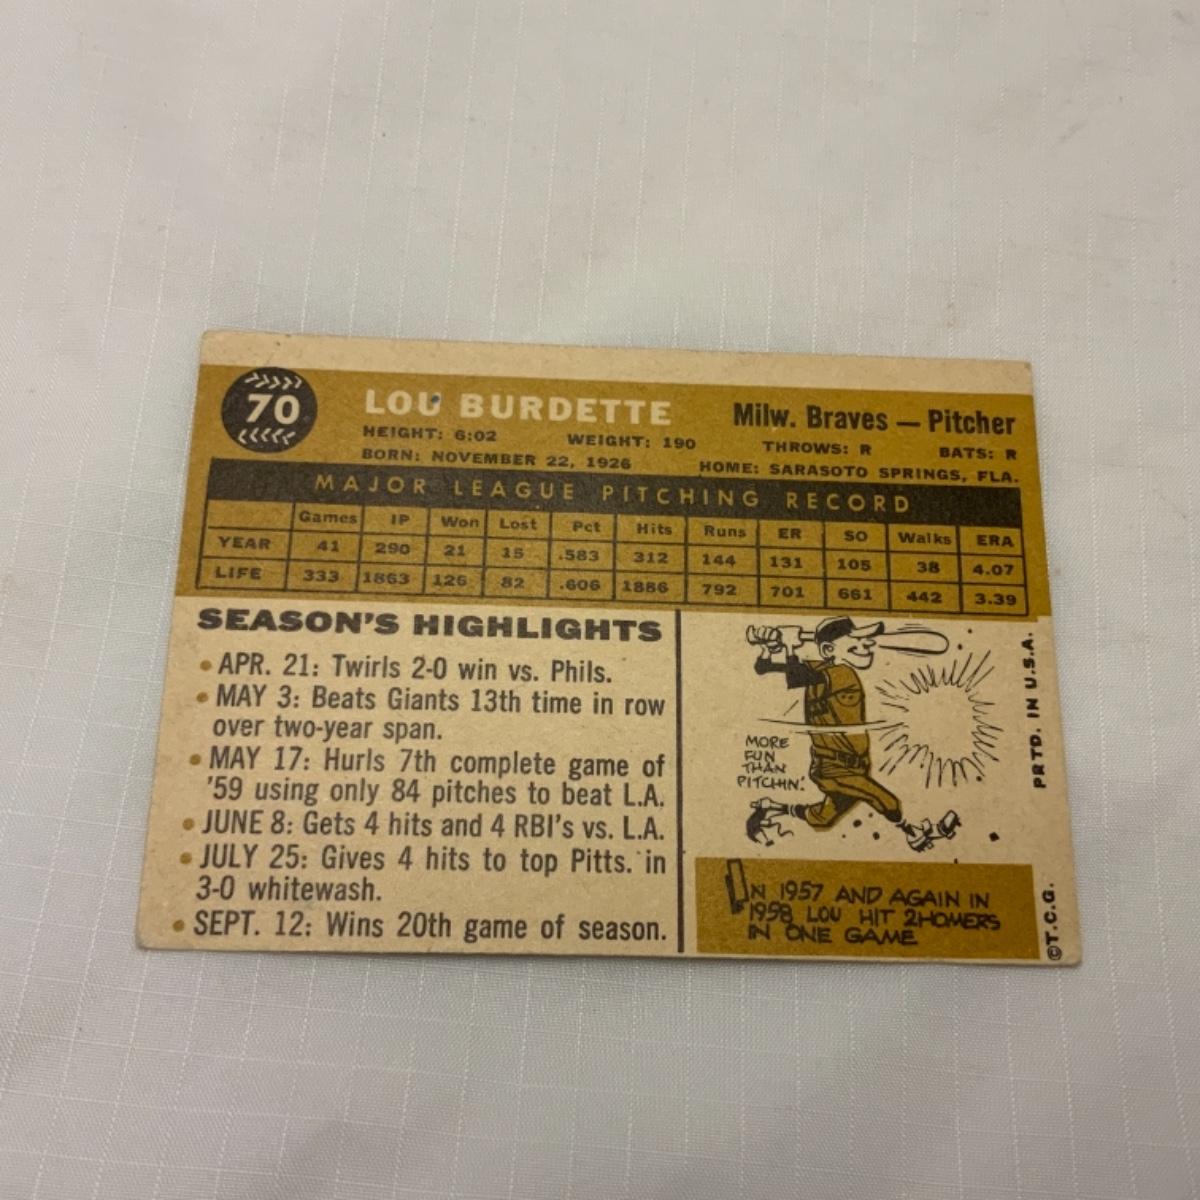 70
LOU BURDETTE
Milw. Braves — Pitcher
HEIGHT: 6:02 WEIGHT: 190 THROWS: R BATS: R
BORN: NOVEMBER 22, 1926 HOME: SARASOTO SPRINGS, FLA.
MAJOR LEAGUE PITCHING RECORD
Games IP Won Lost Pct Hits Runs ER SO Walks ERA
YEAR 41 290 21 15 .583 312 144 131 105 38 4.07
LIFE 333 1863 126 82 .606 1886 792 701 661 442 3.39
SEASON'S HIGHLIGHTS
• APR. 21: Twirls 2-0 win vs. Phils.
• MAY 3: Beats Giants 13th time in row
over two-year span.
• MAY 17: Hurls 7th complete game of
'59 using only 84 pitches to beat L.A.
• JUNE 8: Gets 4 hits and 4 RBI's vs. L.A.
• JULY 25: Gives 4 hits to top Pitts. in
3-0 whitewash.
• SEPT. 12: Wins 20th game of season.
MORE
FUN
THAN
PITCHIN'.
IN 1957 AND AGAIN IN
1958 LOU HIT 2 HOMERS
IN ONE GAME
PRTD. IN U.S.A.
©T.C.G.